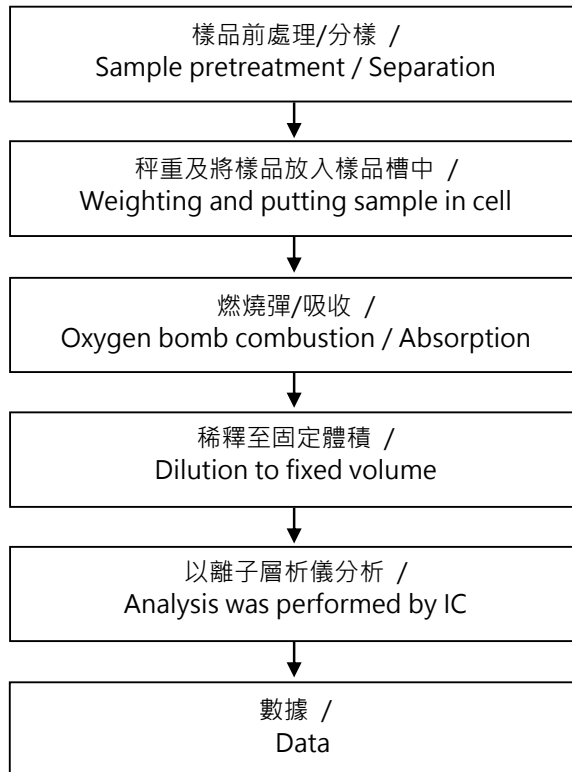 樣品前處理/分樣 /
Sample pretreatment / Separation
秤重及將樣品放入樣品槽中 /
Weighting and putting sample in cell
燃燒彈/吸收 /
Oxygen bomb combustion / Absorption
稀釋至固定體積 /
Dilution to fixed volume
以離子層析儀分析 /
Analysis was performed by IC
數據 /
Data